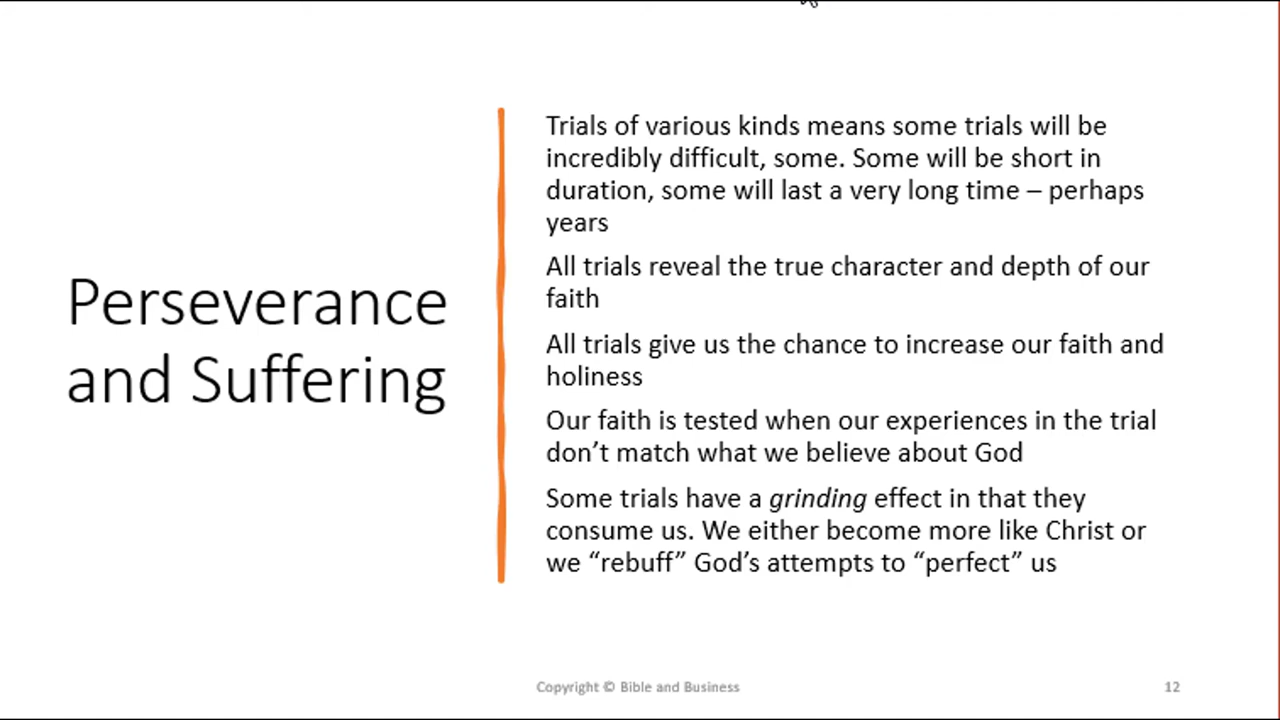 Perseverance
and Suffering
Trials of various kinds means some trials will be
incredibly difficult, some. Some will be short in
duration, some will last a very long time – perhaps
years
All trials reveal the true character and depth of our
faith
All trials give us the chance to increase our faith and
holiness
Our faith is tested when our experiences in the trial
don’t match what we believe about God
Some trials have a grinding effect in that they
consume us. We either become more like Christ or
we “rebuff” God’s attempts to “perfect” us
Copyright © Bible and Business
12